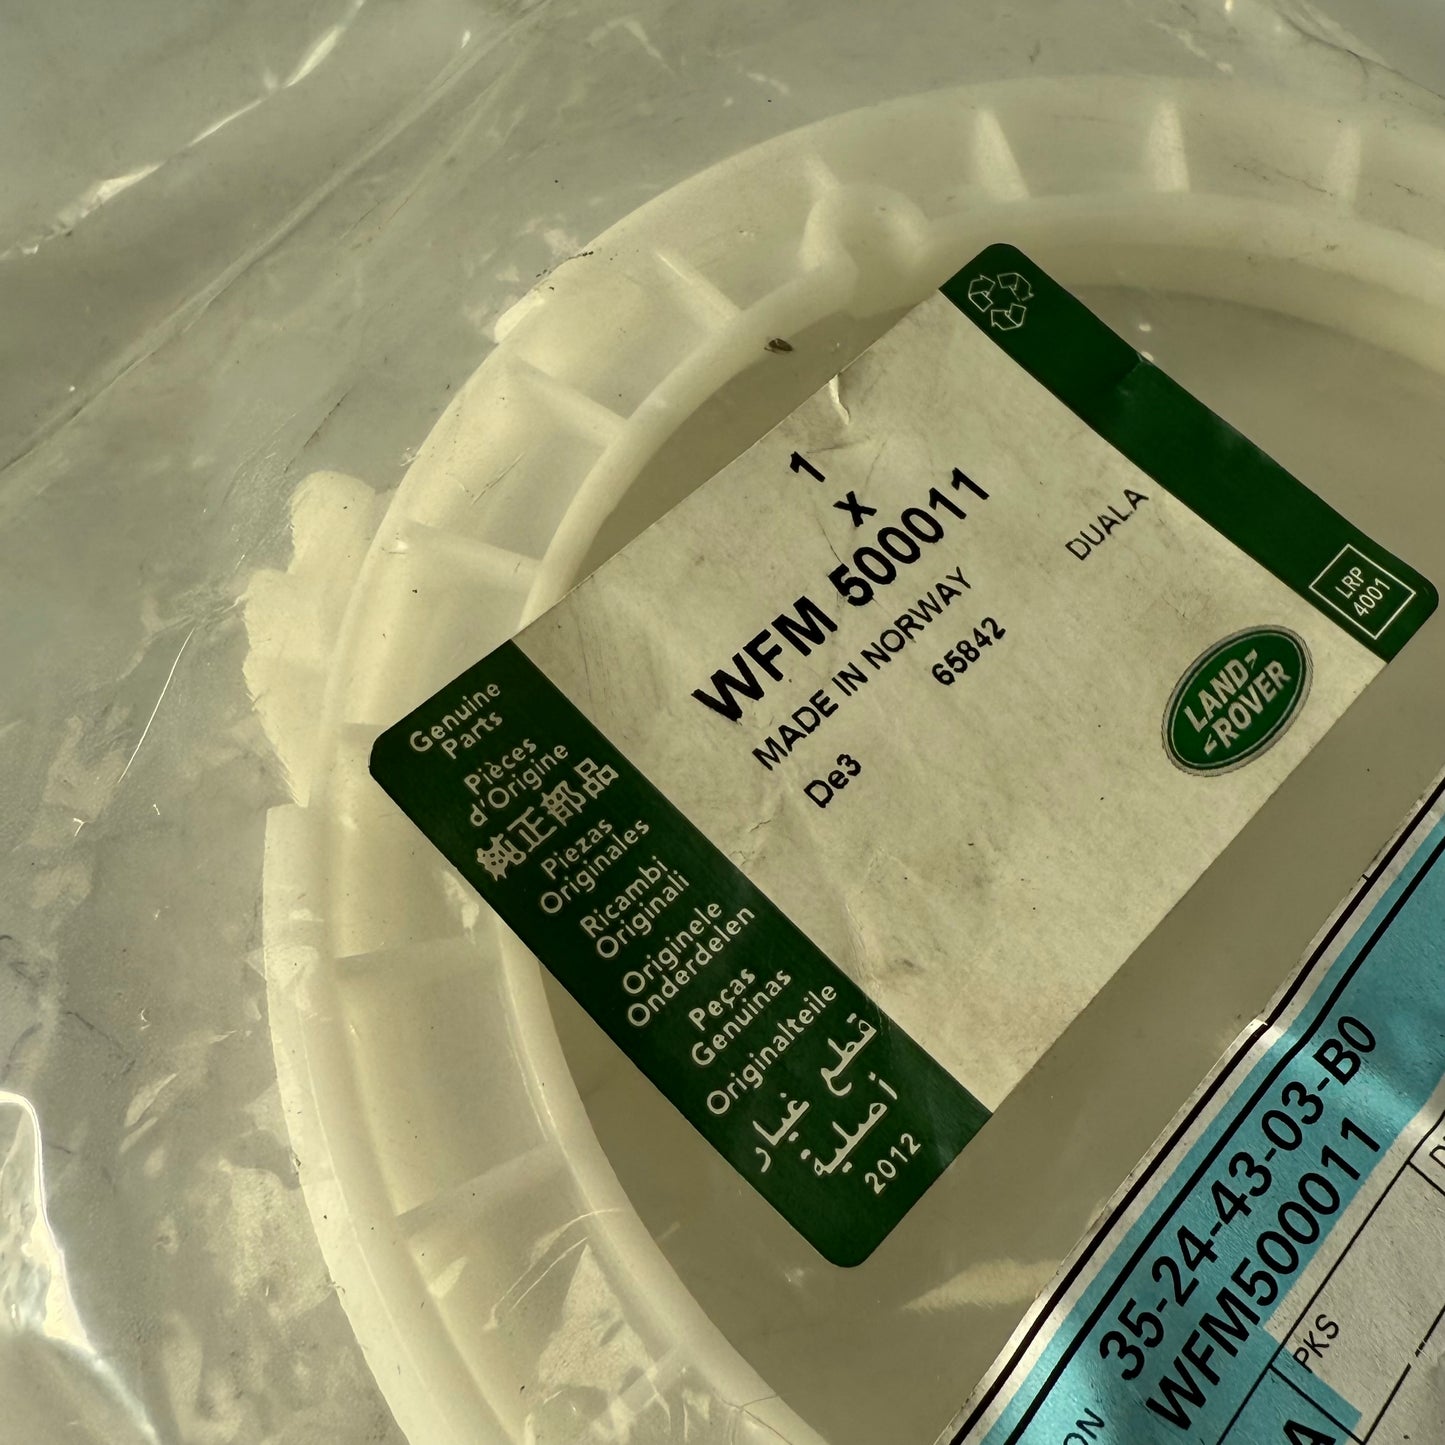 1
x
WFM 500011
MADE IN NORWAY
De3
65842
DUALA
LRP
4001
LAND
ROVER
Genuine
Parts
Pièces
d'Origine
純正部品
Piezas
Originales
Ricambi
Originali
Originele
Onderdelen
Peças
Genuinas
Originalteile
قطع غيار
أصلية
2012
35-24-43-03-B0
WFM500011
PKS